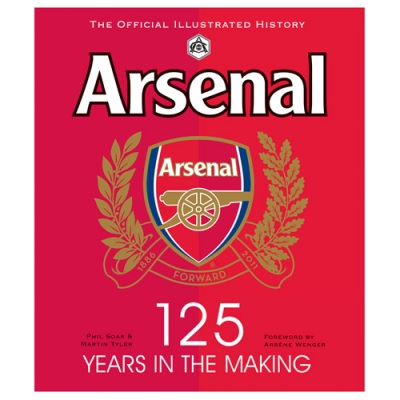 THE OFFICIAL ILLUSTRATED HISTORY
Arsenal
Arsenal
1886
FORWARD
2011
®
PHIL SOAR &
MARTIN TYLER
125
FOREWORD BY
ARSÈNE WENGER
YEARS IN THE MAKING